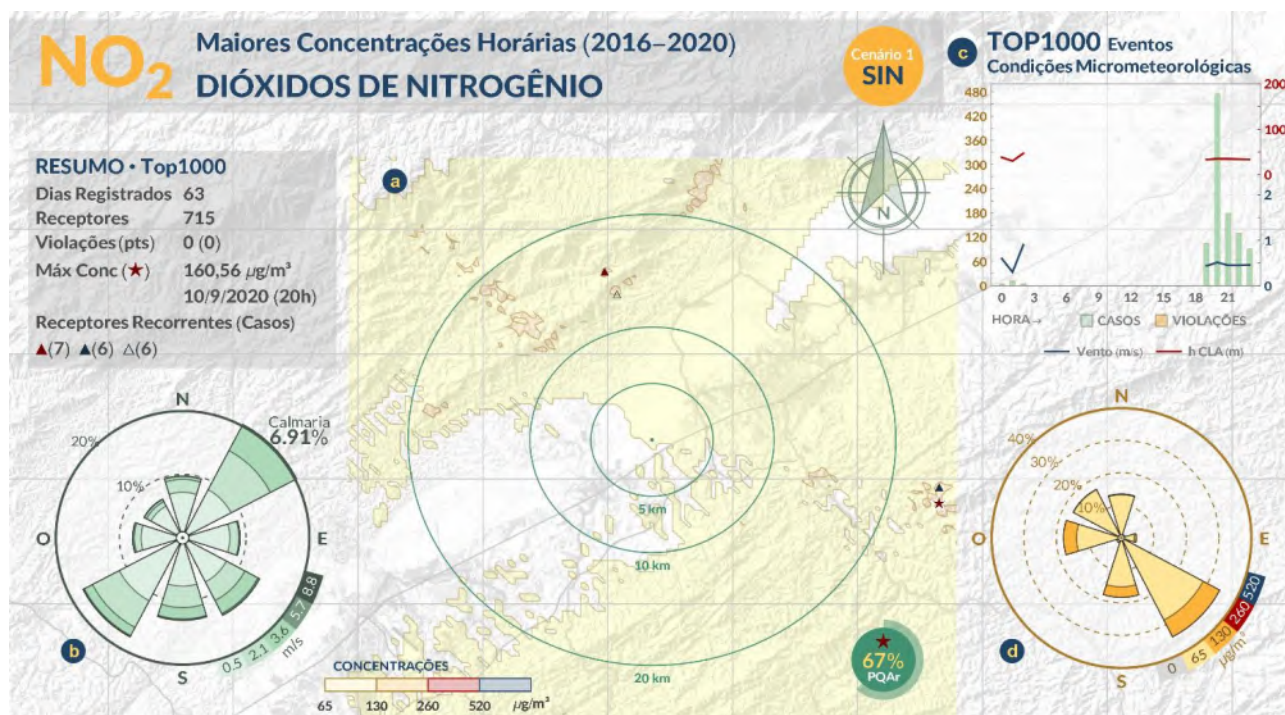 NO2
Maiores Concentrações Horárias (2016–2020)
DIÓXIDOS DE NITROGÊNIO
Cenário 1
SIN
RESUMO • Top1000
Dias Registrados 63
Receptores 715
Violações (pts) 0 (0)
Máx Conc (★) 160,56 µg/m³
10/9/2020 (20h)
Receptores Recorrentes (Casos)
▲(7) ▲(6) △(6)
a
N
5 km
10 km
20 km
c
TOP1000 Eventos
Condições Micrometeorológicas
480
420
360
300
240
180
120
60
0
200
100
0
2
1
0
0 3 6 9 12 15 18 21
HORA→
CASOS
VIOLAÇÕES
Vento (m/s)
h CLA (m)
N
Calmaria
6.91%
20%
10%
O
E
S
0.5 2.1 3.6 5.7 8.8
m/s
b
CONCENTRAÇÕES
65 130 260 520 µg/m³
★
67%
PQAr
N
40%
30%
20%
10%
O
E
S
0 65 130 260 520
µg/m³
d